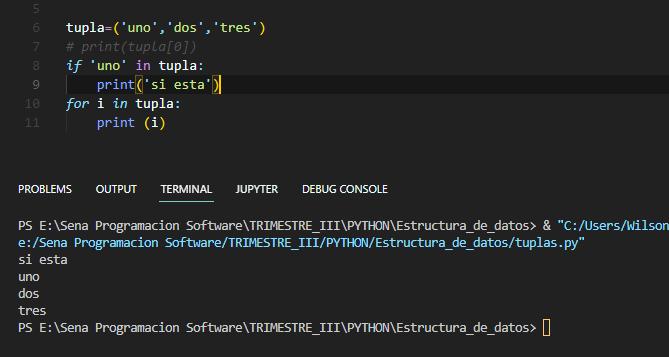 5
6 tupla=('uno','dos','tres')
7 # print(tupla[0])
8 if 'uno' in tupla:
9     print('si esta')
10 for i in tupla:
11     print (i)
PROBLEMS OUTPUT TERMINAL JUPYTER DEBUG CONSOLE
PS E:\Sena Programacion Software\TRIMESTRE_III\PYTHON\Estructura_de_datos> & "C:/Users/Wilson
e:/Sena Programacion Software/TRIMESTRE_III/PYTHON/Estructura_de_datos/tuplas.py"
si esta
uno
dos
tres
PS E:\Sena Programacion Software\TRIMESTRE_III\PYTHON\Estructura_de_datos>